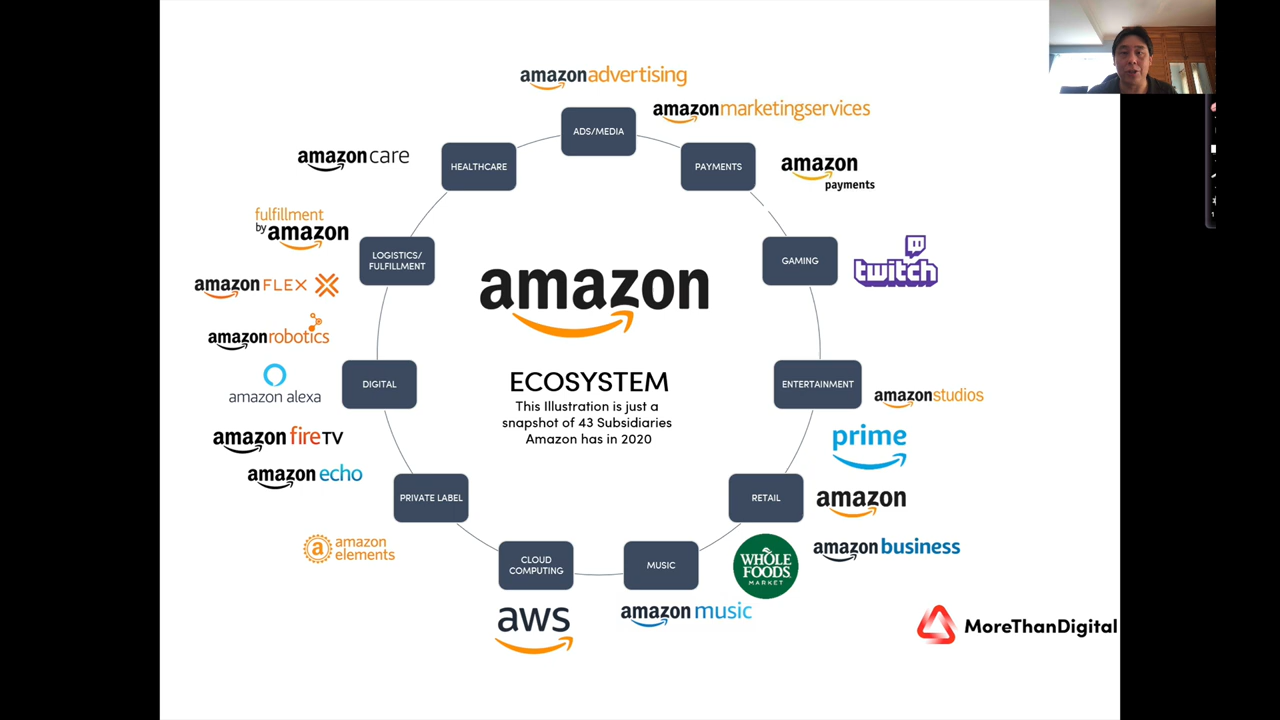 amazonadvertising
amazonmarketingservices
ADS/MEDIA
HEALTHCARE
PAYMENTS
amazon care
amazon
payments
fulfillment
by amazon
LOGISTICS/
FULFILLMENT
GAMING
twitch
amazon FLEX
amazon
amazonrobotics
amazon alexa
DIGITAL
ECOSYSTEM
This Illustration is just a
snapshot of 43 Subsidiaries
Amazon has in 2020
ENTERTAINMENT
amazonstudios
amazon fireTV
prime
amazon echo
PRIVATE LABEL
RETAIL
amazon
a
amazon
elements
CLOUD
COMPUTING
MUSIC
WHOLE
FOODS
MARKET
amazon business
aws
amazon music
MoreThanDigital